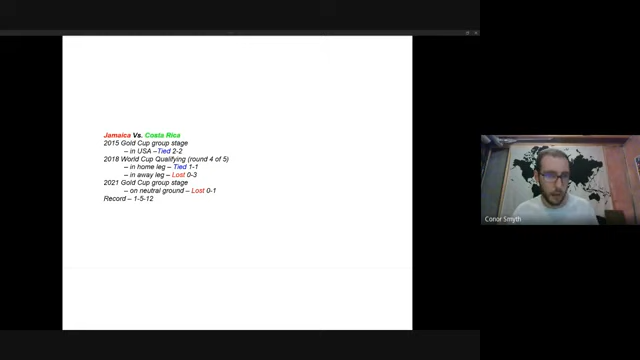 Jamaica Vs. Costa Rica
2015 Gold Cup group stage
– in USA –Tied 2-2
2018 World Cup Qualifying (round 4 of 5)
– in home leg – Tied 1-1
– in away leg – Lost 0-3
2021 Gold Cup group stage
– on neutral ground – Lost 0-1
Record – 1-5-12
Conor Smyth